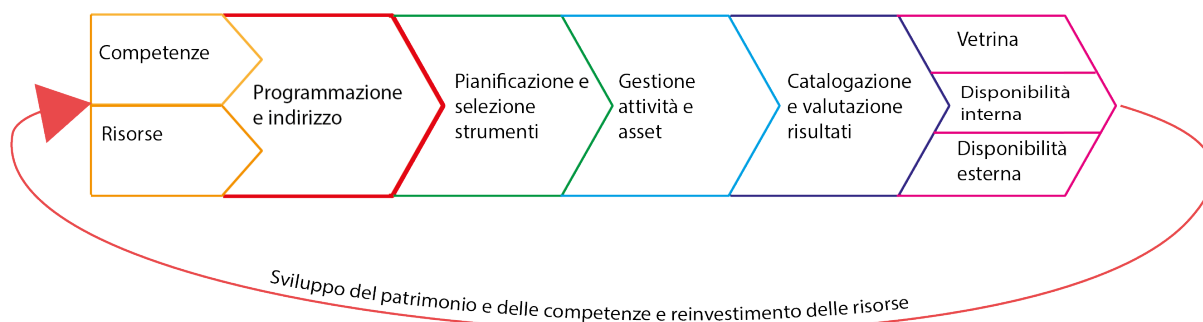 Competenze
Risorse
Programmazione
e indirizzo
Pianificazione e
selezione
strumenti
Gestione
attività e
asset
Catalogazione
e valutazione
risultati
Vetrina
Disponibilità
interna
Disponibilità
esterna
Sviluppo del patrimonio e delle competenze e reinvestimento delle risorse